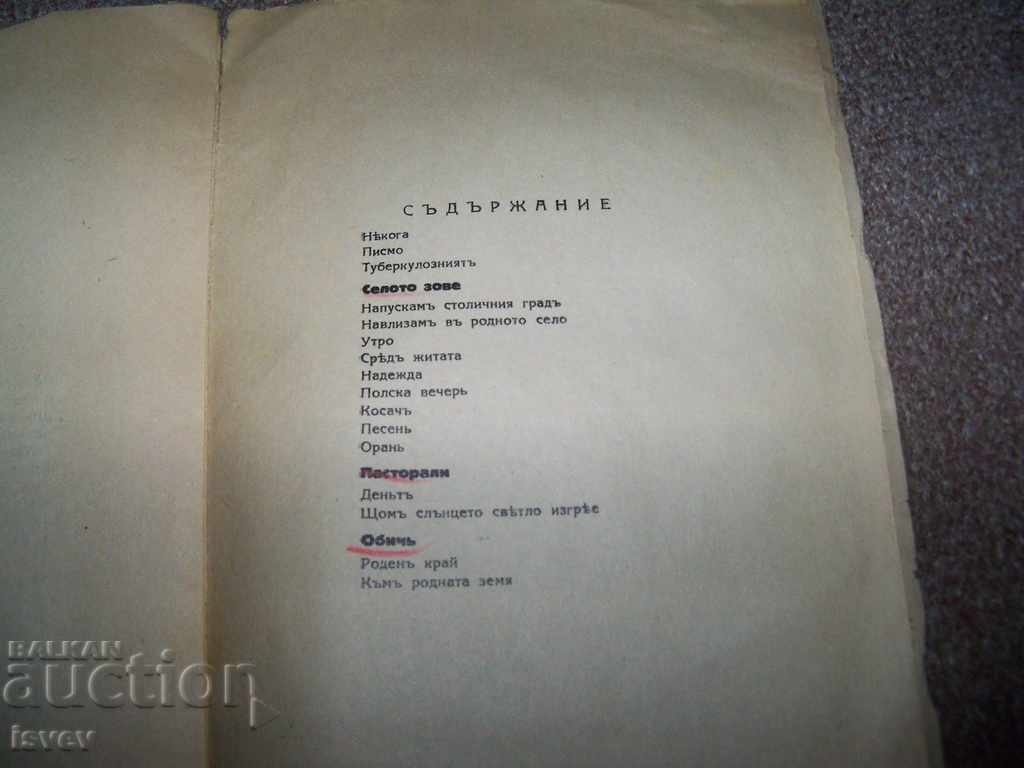 СЪДЪРЖАНИЕ
Нѣкога
Писмо
Туберкулозниятъ
Селото зове
Напускамъ столичния градъ
Навлизамъ въ родното село
Утро
Срѣдъ житата
Надежда
Полска вечерь
Косачъ
Песень
Орань
Пасторали
Деньтъ
Щомъ слънцето свѣтло изгрѣе
Обичь
Роденъ край
Къмъ родната земя
BALKAN
auction
isvev